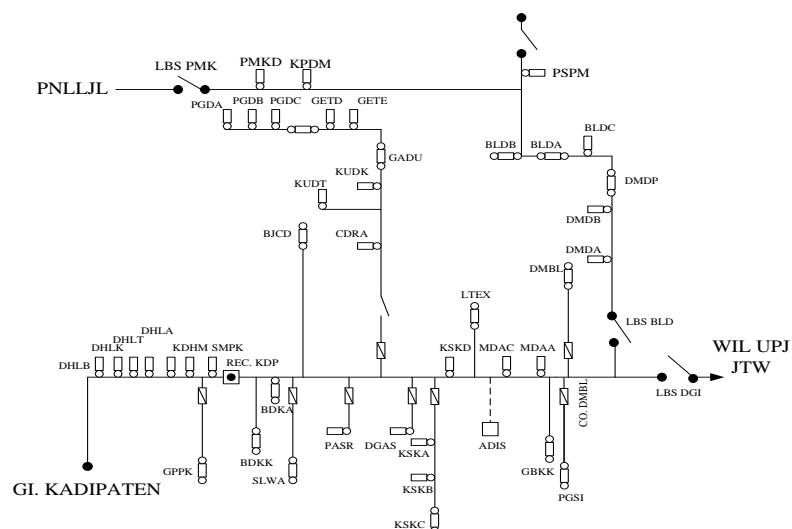 PSPM
LBS PMK
PMKD
KPDM
PNLLJL
PGDA
PGDB
PGDC
GETD
GETE
GADU
BLDB
BLDA
BLDC
DMDP
KUDK
KUDT
DMDB
BJCD
CDRA
DMDA
DMBL
LTEX
LBS BLD
WIL UPJ
JTW
DHLB
DHLK
DHLT
DHLA
KDHM
SMPK
REC. KDP
KSKD
MDAC
MDAA
LBS DGI
CO. DMBL
BDKA
PASR
DGAS
KSKA
ADIS
GPPK
BDKK
SLWA
KSKB
GBKK
PGSI
GI. KADIPATEN
KSKC